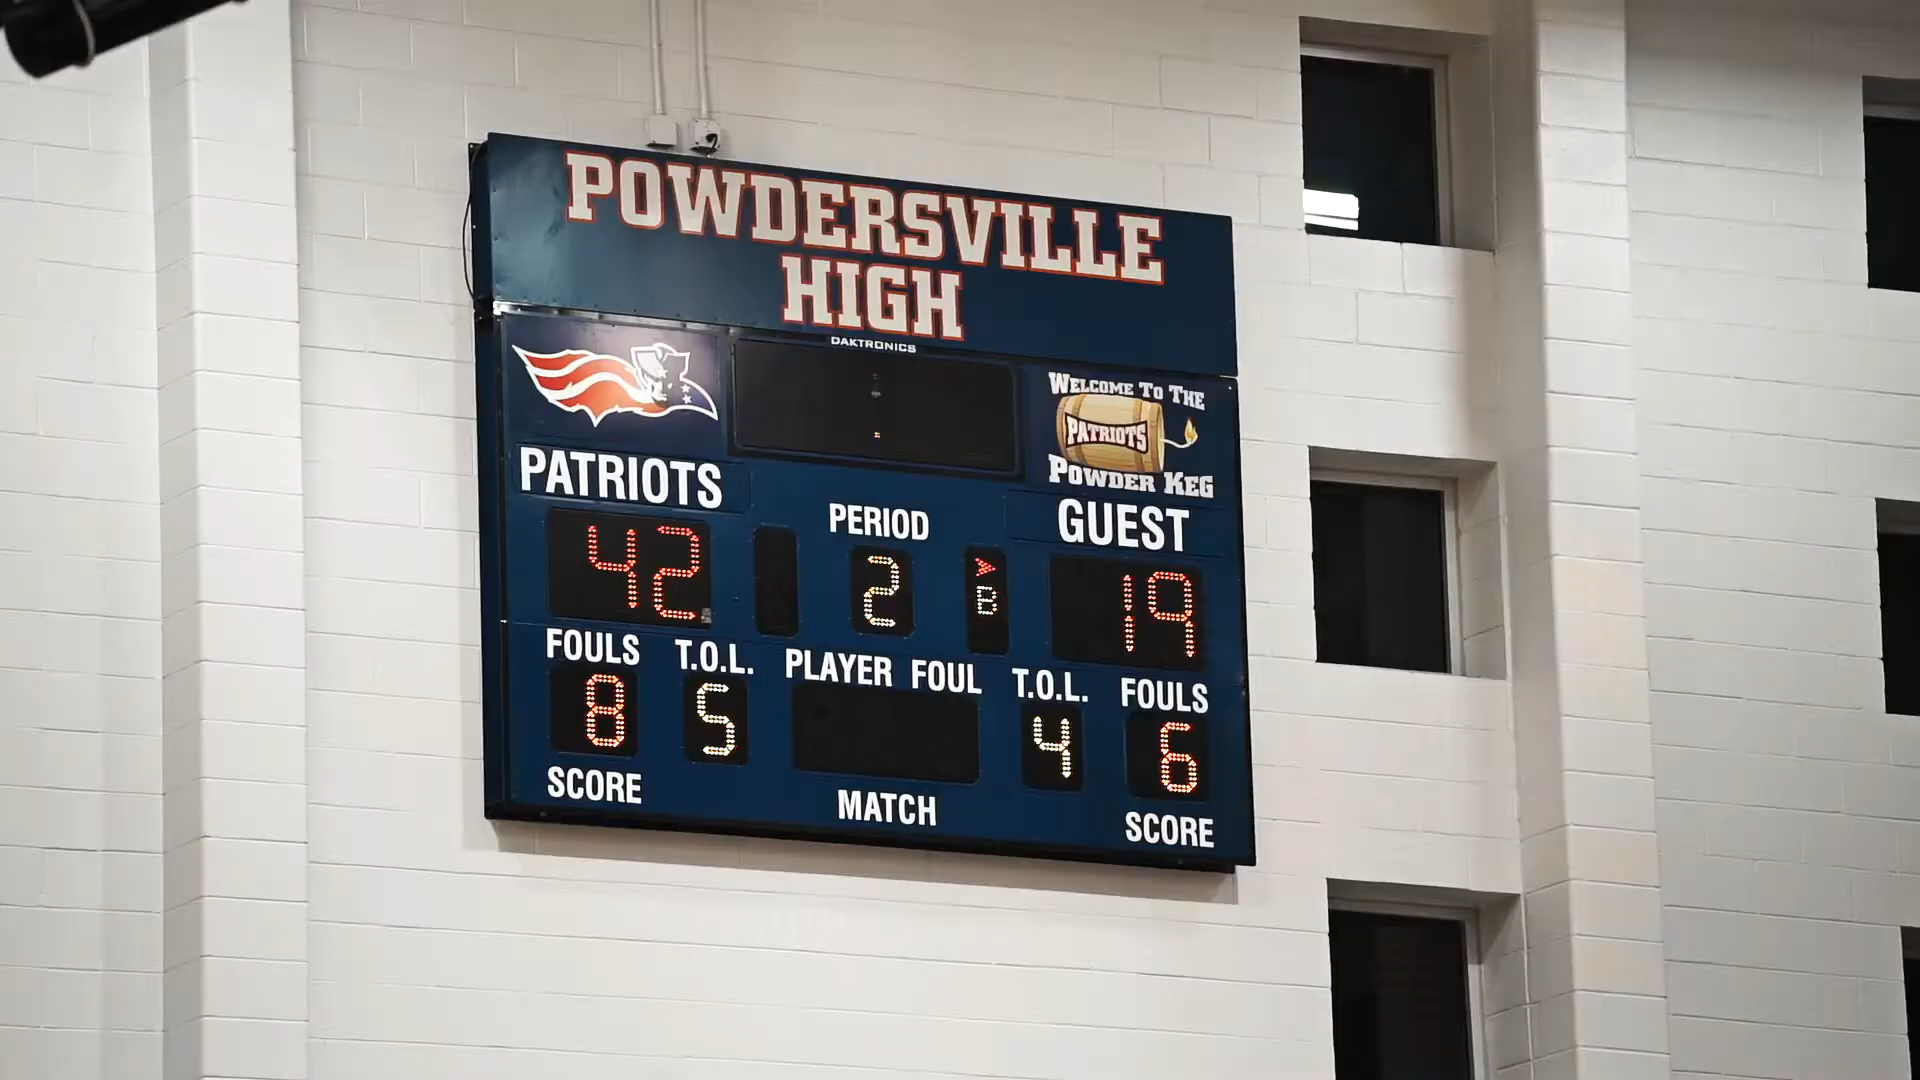 POWDERSVILLE
HIGH
DAKTRONICS
WELCOME TO THE
PATRIOTS
POWDER KEG
PATRIOTS
PERIOD
GUEST
42
2
B
19
FOULS
T.O.L.
PLAYER FOUL
T.O.L.
FOULS
8
5
4
6
SCORE
MATCH
SCORE